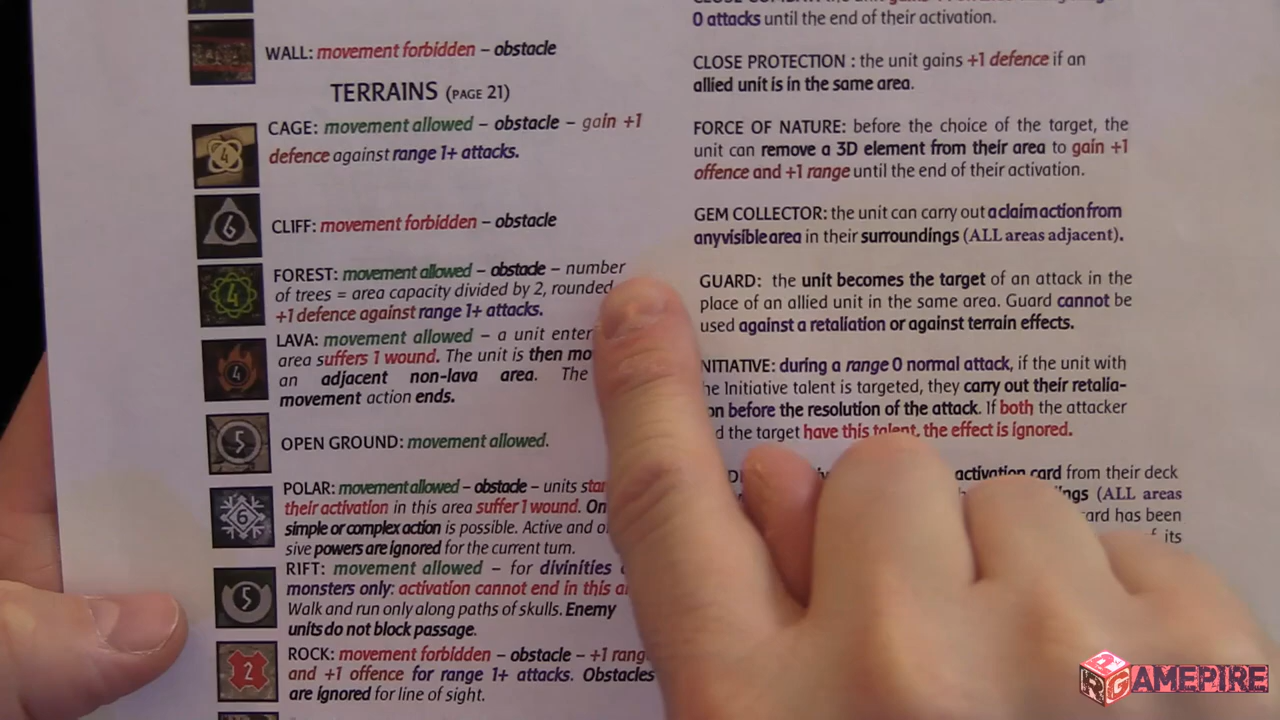 WALL: movement forbidden – obstacle
TERRAINS (PAGE 21)
CAGE: movement allowed – obstacle – gain +1
defence against range 1+ attacks.
CLIFF: movement forbidden – obstacle
FOREST: movement allowed – obstacle – number
of trees = area capacity divided by 2, rounded
+1 defence against range 1+ attacks.
LAVA: movement allowed – a unit
area suffers 1 wound. The unit is then
an adjacent non-lava area. The
movement action ends.
OPEN GROUND: movement allowed.
POLAR: movement allowed – obstacle – units
their activation in this area suffer 1 wound.
simple or complex action is possible. Active and
sive powers are ignored for the current turn.
RIFT: movement allowed – for divinities
monsters only: activation cannot end in this
Walk and run only along paths of skulls. Enemy
units do not block passage.
ROCK: movement forbidden – obstacle – +1
and +1 offence for range 1+ attacks. Obstacles
are ignored for line of sight.
4
6
4
4
5
6
5
2
0 attacks until the end of their activation.
CLOSE PROTECTION : the unit gains +1 defence if an
allied unit is in the same area.
FORCE OF NATURE: before the choice of the target, the
unit can remove a 3D element from their area to gain +1
offence and +1 range until the end of their activation.
GEM COLLECTOR: the unit can carry out a claim action from
any visible area in their surroundings (ALL areas adjacent).
GUARD: the unit becomes the target of an attack in the
place of an allied unit in the same area. Guard cannot be
used against a retaliation or against terrain effects.
NITIATIVE: during a range 0 normal attack, if the unit with
he Initiative talent is targeted, they carry out their retalia-
on before the resolution of the attack. If both the attacker
d the target have this talent, the effect is ignored.
activation card from their deck
(ALL areas
has been
its
GAMEPIRE